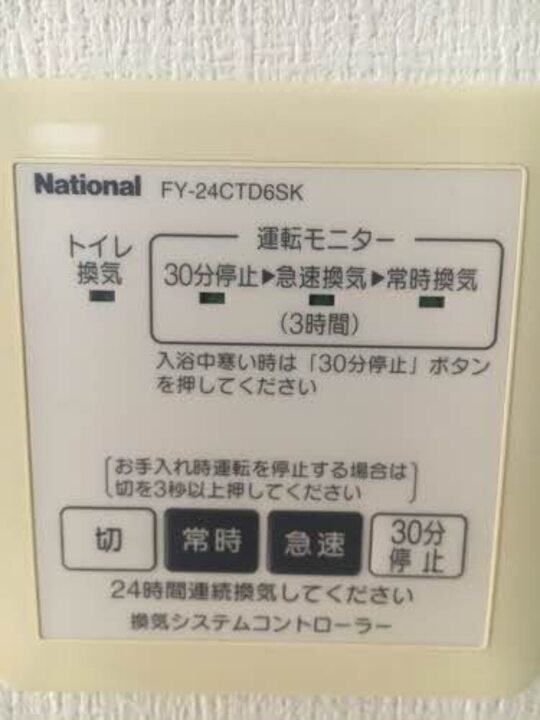 National FY-24CTD6SK
トイレ
換気
運転モニター
30分停止▶急速換気▶常時換気
(3時間)
入浴中寒い時は「30分停止」ボタン
を押してください
お手入れ時運転を停止する場合は
切を3秒以上押してください
切 常時 急速 30分
停止
24時間連続換気してください
換気システムコントローラー